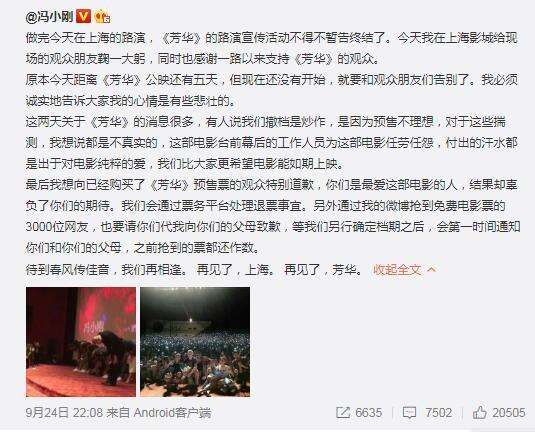 @冯小刚
做完今天在上海的路演，《芳华》的路演宣传活动不得不暂告终结了。今天我在上海影城给现
场的观众朋友鞠一大躬，同时也感谢一路以来支持《芳华》的观众。
原本今天距离《芳华》公映还有五天，但现在还没有开始，就要和观众朋友们告别了。我必须
诚实地告诉大家我的心情是有些悲壮的。
这两天关于《芳华》的消息很多，有人说我们撤档是炒作，是因为预售不理想，对于这些揣
测，我想说都是不真实的，这部电影台前幕后的工作人员为这部电影任劳任怨，付出的汗水都
是出于对电影纯粹的爱，我们比大家更希望电影能如期上映。
最后我想向已经购买了《芳华》预售票的观众特别道歉，你们是最爱这部电影的人，结果却辜
负了你们的期待。我们会通过票务平台处理退票事宜。另外通过我的微博抢到免费电影票的
3000位网友，也要请你们代我向你们的父母致歉，等我们另行确定档期之后，会第一时间通知
你们和你们的父母，之前抢到的票都还作数。
待到春风传佳音，我们再相逢。 再见了，上海。 再见了，芳华。 收起全文
冯小刚
9月24日 22:08 来自 Android客户端 6635 7502 20505